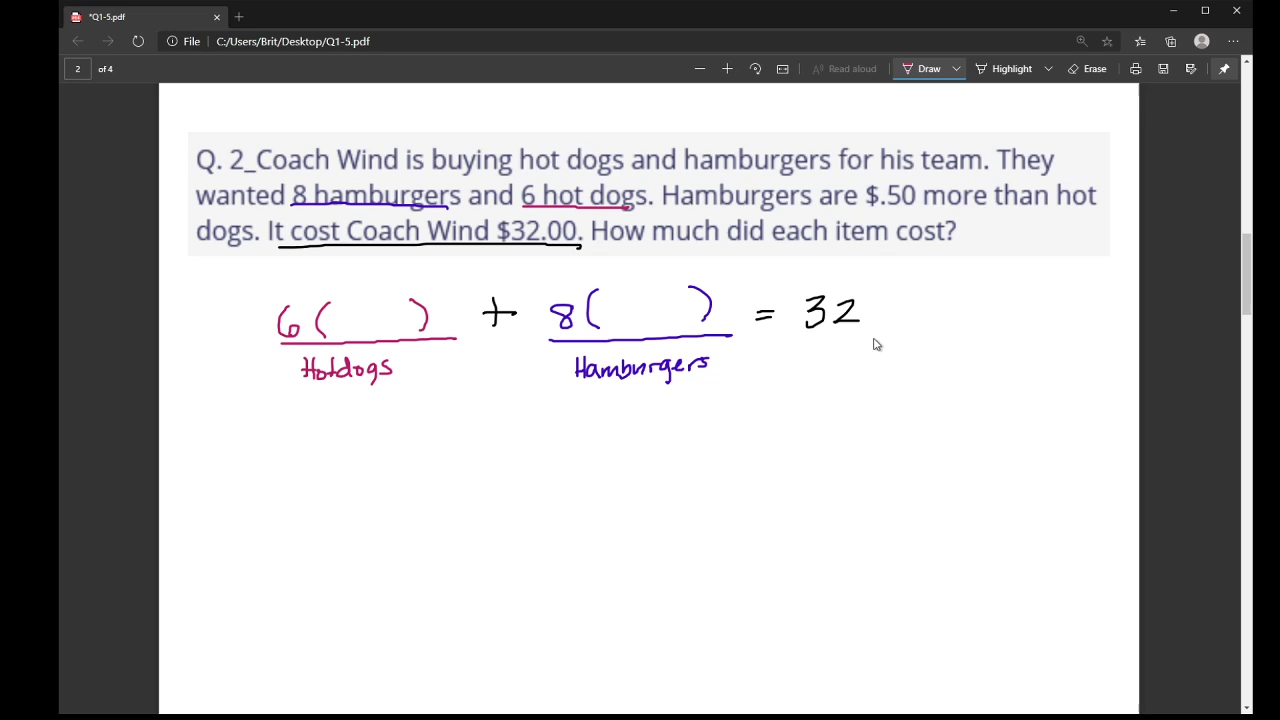 *Q1-5.pdf
File C:/Users/Brit/Desktop/Q1-5.pdf
2 of 4 Read aloud Draw Highlight Erase
Q. 2_Coach Wind is buying hot dogs and hamburgers for his team. They
wanted 8 hamburgers and 6 hot dogs. Hamburgers are $.50 more than hot
dogs. It cost Coach Wind $32.00. How much did each item cost?
6 ( ) + 8 ( ) = 32
Hotdogs Hamburgers